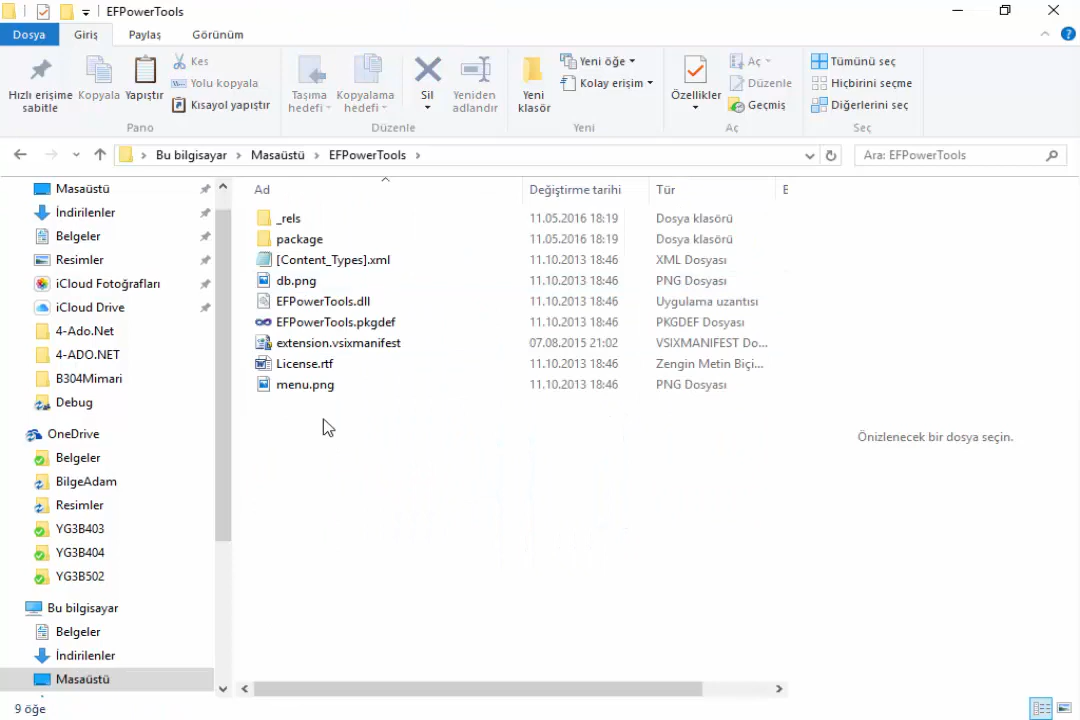 EFPowerTools
Dosya Giriş Paylaş Görünüm
Hızlı erişime sabitle
Kopyala
Yapıştır
Kes
Yolu kopyala
Kısayol yapıştır
Pano
Taşıma hedefi
Kopyalama hedefi
Sil
Yeniden adlandır
Düzenle
Yeni klasör
Yeni öğe
Kolay erişim
Yeni
Özellikler
Aç
Düzenle
Geçmiş
Aç
Tümünü seç
Hiçbirini seçme
Diğerlerini seç
Seç
Bu bilgisayar > Masaüstü > EFPowerTools >
Ara: EFPowerTools
Masaüstü
İndirilenler
Belgeler
Resimler
iCloud Fotoğrafları
iCloud Drive
4-Ado.Net
4-ADO.NET
B304Mimari
Debug
OneDrive
Belgeler
BilgeAdam
Resimler
YG3B403
YG3B404
YG3B502
Bu bilgisayar
Belgeler
İndirilenler
Masaüstü
Ad Değiştirme tarihi Tür B
_rels 11.05.2016 18:19 Dosya klasörü
package 11.05.2016 18:19 Dosya klasörü
[Content_Types].xml 11.10.2013 18:46 XML Dosyası
db.png 11.10.2013 18:46 PNG Dosyası
EFPowerTools.dll 11.10.2013 18:46 Uygulama uzantısı
EFPowerTools.pkgdef 11.10.2013 18:46 PKGDEF Dosyası
extension.vsixmanifest 07.08.2015 21:02 VSIXMANIFEST Do...
License.rtf 11.10.2013 18:46 Zengin Metin Biçi...
menu.png 11.10.2013 18:46 PNG Dosyası
Önizlenecek bir dosya seçin.
9 öğe